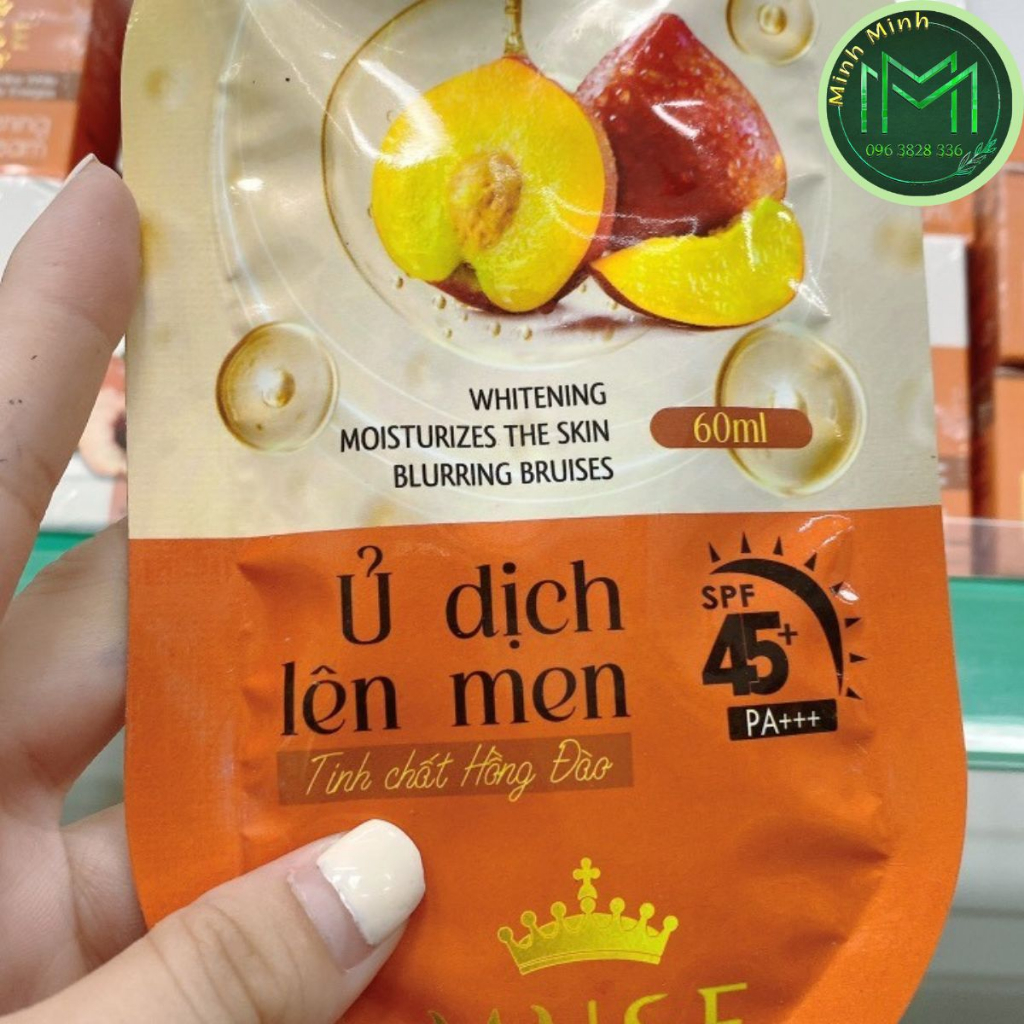 Minh Minh
MM
096 3828 336
WHITENING
MOISTURIZES THE SKIN
BLURRING BRUISES
60ml
Ủ dịch
lên men
Tinh chất Hồng Đào
SPF
45+
PA+++